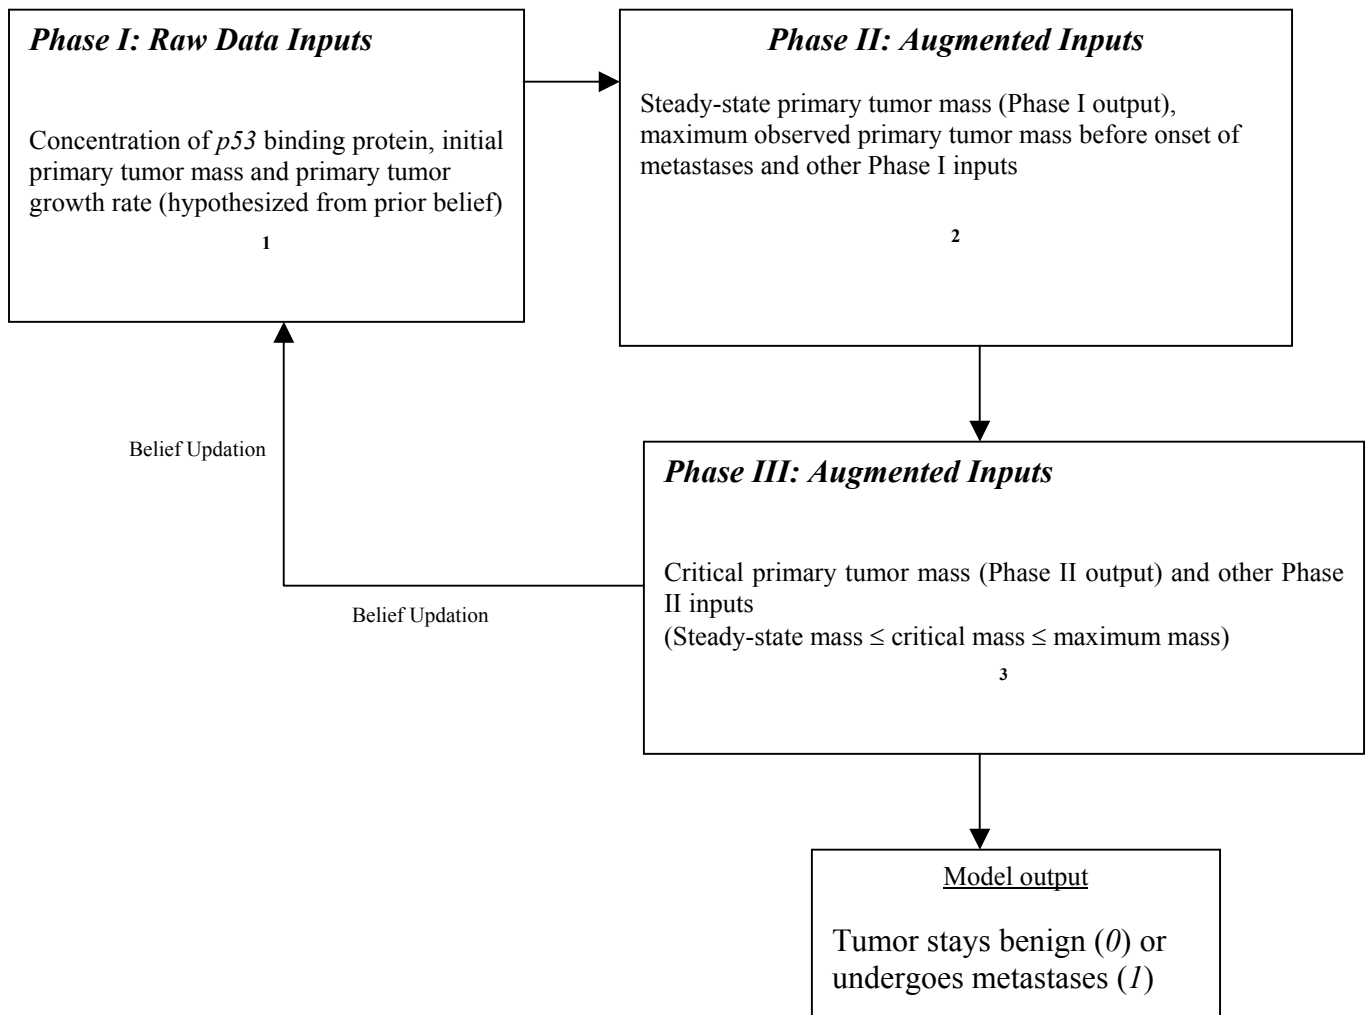 Phase I: Raw Data Inputs
Concentration of p53 binding protein, initial
primary tumor mass and primary tumor
growth rate (hypothesized from prior belief)
1
Phase II: Augmented Inputs
Steady-state primary tumor mass (Phase I output),
maximum observed primary tumor mass before onset of
metastases and other Phase I inputs
2
Belief Updation
Phase III: Augmented Inputs
Critical primary tumor mass (Phase II output) and other Phase
II inputs
(Steady-state mass ≤ critical mass ≤ maximum mass)
3
Belief Updation
Model output
Tumor stays benign (0) or
undergoes metastases (1)